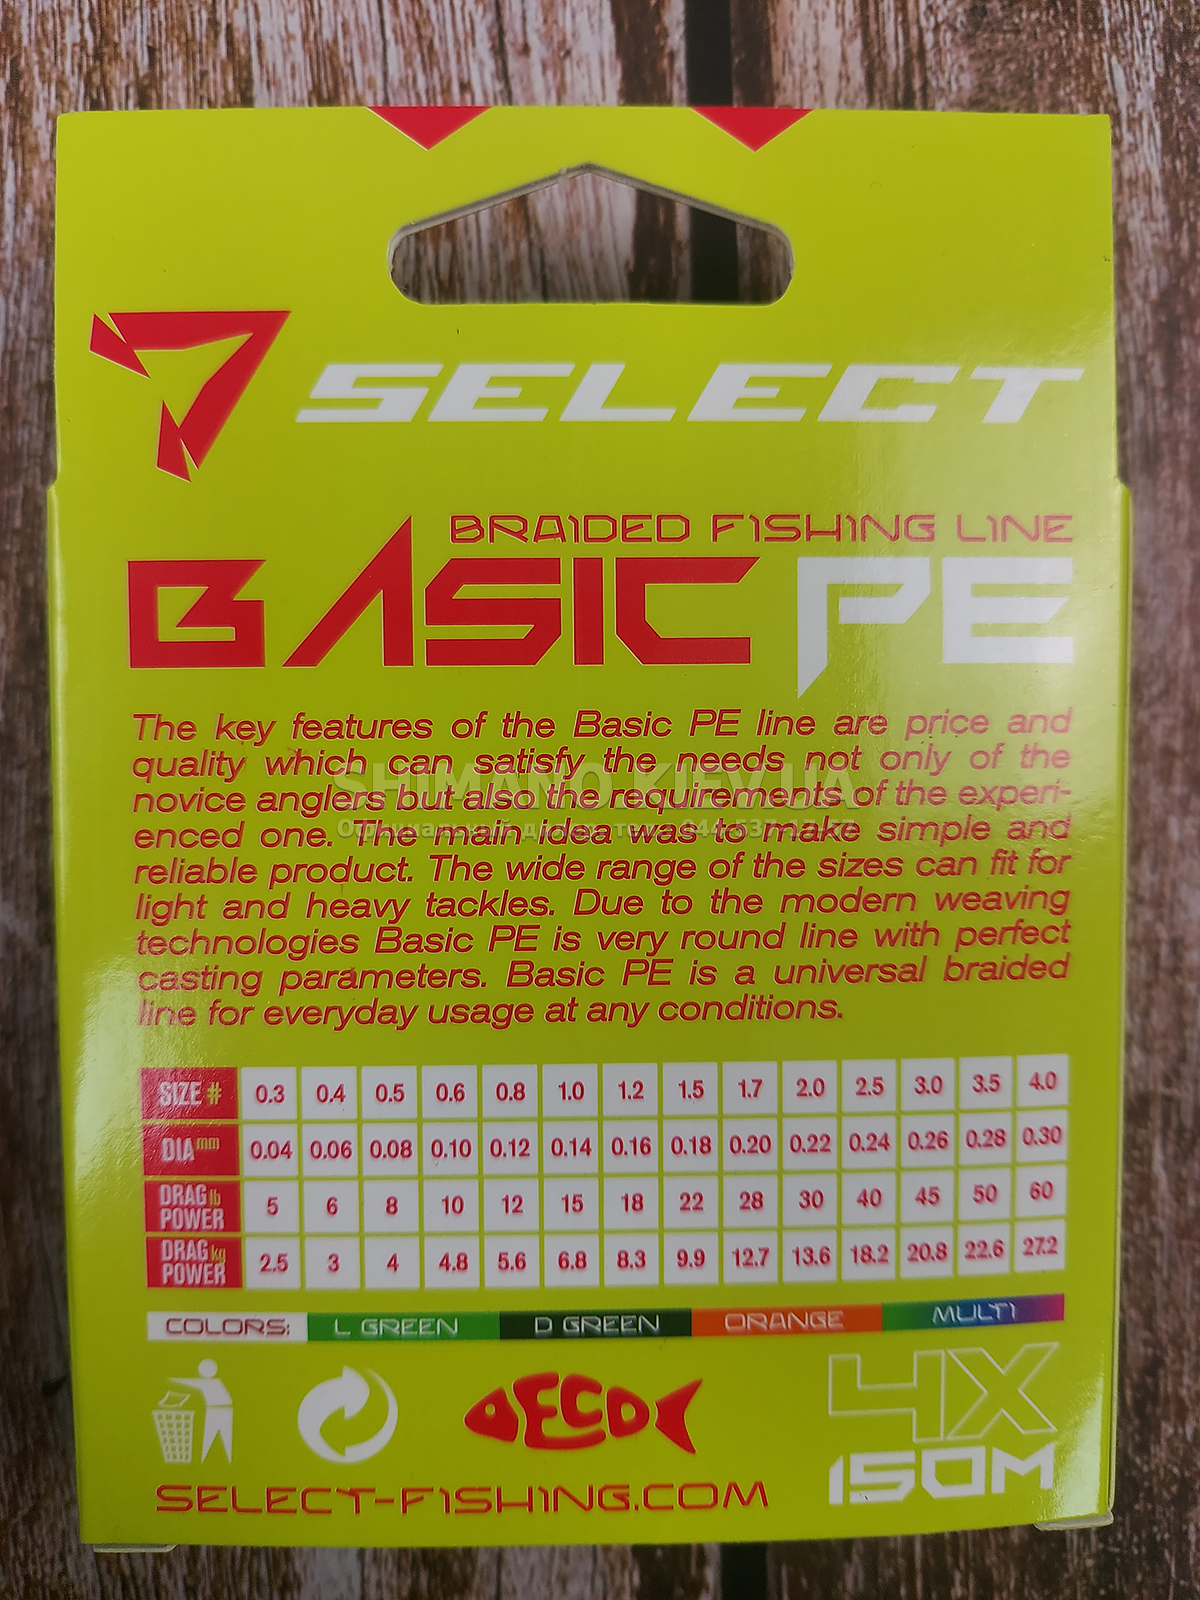 SELECT
BRAIDED FISHING LINE
BASIC PE
The key features of the Basic PE line are price and
quality which can satisfy the needs not only of the
novice anglers but also the requirements of the experi-
enced one. The main idea was to make simple and
reliable product. The wide range of the sizes can fit for
light and heavy tackles. Due to the modern weaving
technologies Basic PE is very round line with perfect
casting parameters. Basic PE is a universal braided
line for everyday usage at any conditions.
SHIMANO.KIEV.UA
SIZE # 0.3 0.4 0.5 0.6 0.8 1.0 1.2 1.5 1.7 2.0 2.5 3.0 3.5 4.0
DIA mm 0.04 0.06 0.08 0.10 0.12 0.14 0.16 0.18 0.20 0.22 0.24 0.26 0.28 0.30
DRAG lb POWER 5 6 8 10 12 15 18 22 28 30 40 45 50 60
DRAG kg POWER 2.5 3 4 4.8 5.6 6.8 8.3 9.9 12.7 13.6 18.2 20.8 22.6 27.2
COLORS: L GREEN D GREEN ORANGE MULTI
ECO
4X
150M
SELECT-FISHING.COM